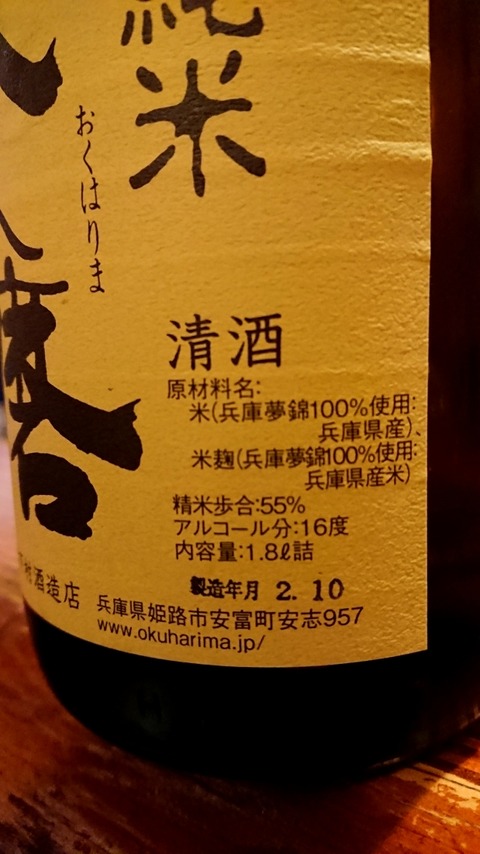 純米
おくはりま
播磨
清酒
原材料名:
米(兵庫夢錦100%使用:
兵庫県産)、
米麹(兵庫夢錦100%使用:
兵庫県産米)
精米歩合:55%
アルコール分:16度
内容量:1.8ℓ詰
製造年月 2. 10
村酒造店
兵庫県姫路市安富町安志957
www.okuharima.jp/